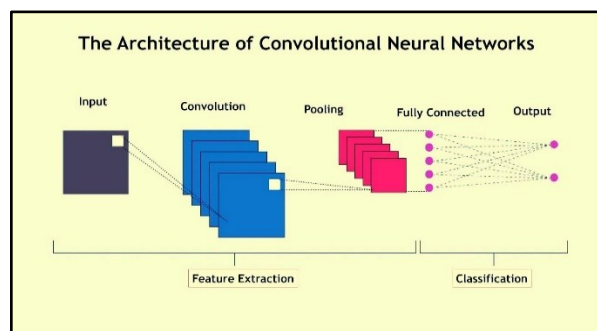 The Architecture of Convolutional Neural Networks
Input
Convolution
Pooling
Fully Connected
Output
Feature Extraction
Classification